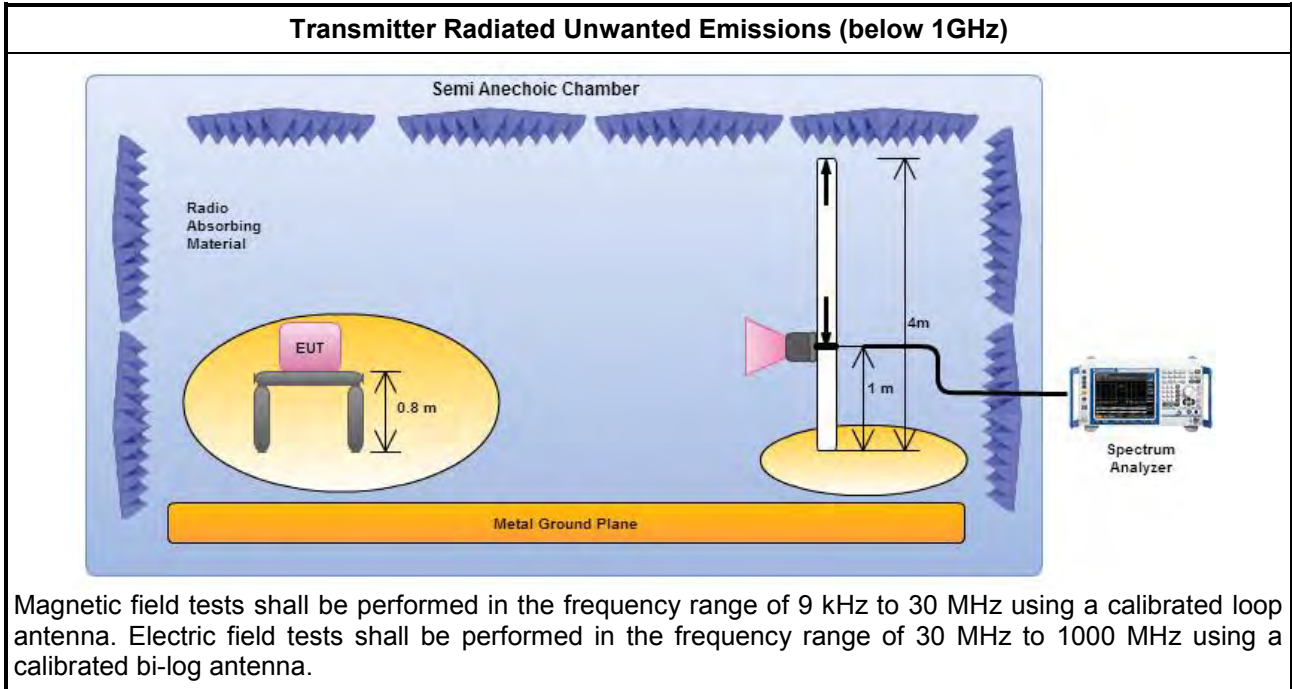 Transmitter Radiated Unwanted Emissions (below 1GHz)
Semi Anechoic Chamber
Radio
Absorbing
Material
EUT
0.8 m
4m
1 m
Spectrum
Analyzer
Metal Ground Plane
Magnetic field tests shall be performed in the frequency range of 9 kHz to 30 MHz using a calibrated loop
antenna. Electric field tests shall be performed in the frequency range of 30 MHz to 1000 MHz using a
calibrated bi-log antenna.